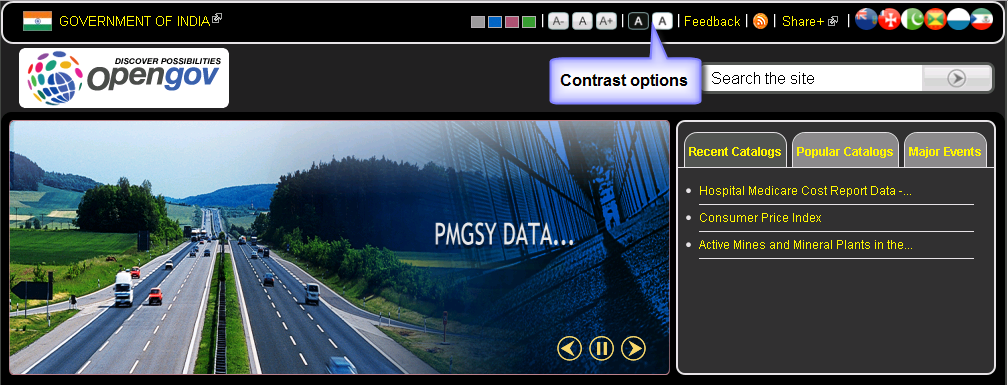 GOVERNMENT OF INDIA
A- A A+ A A Feedback Share+
DISCOVER POSSIBILITIES
opengov
Contrast options
Search the site
Recent Catalogs Popular Catalogs Major Events
Hospital Medicare Cost Report Data -...
Consumer Price Index
Active Mines and Mineral Plants in the...
PMGSY DATA...